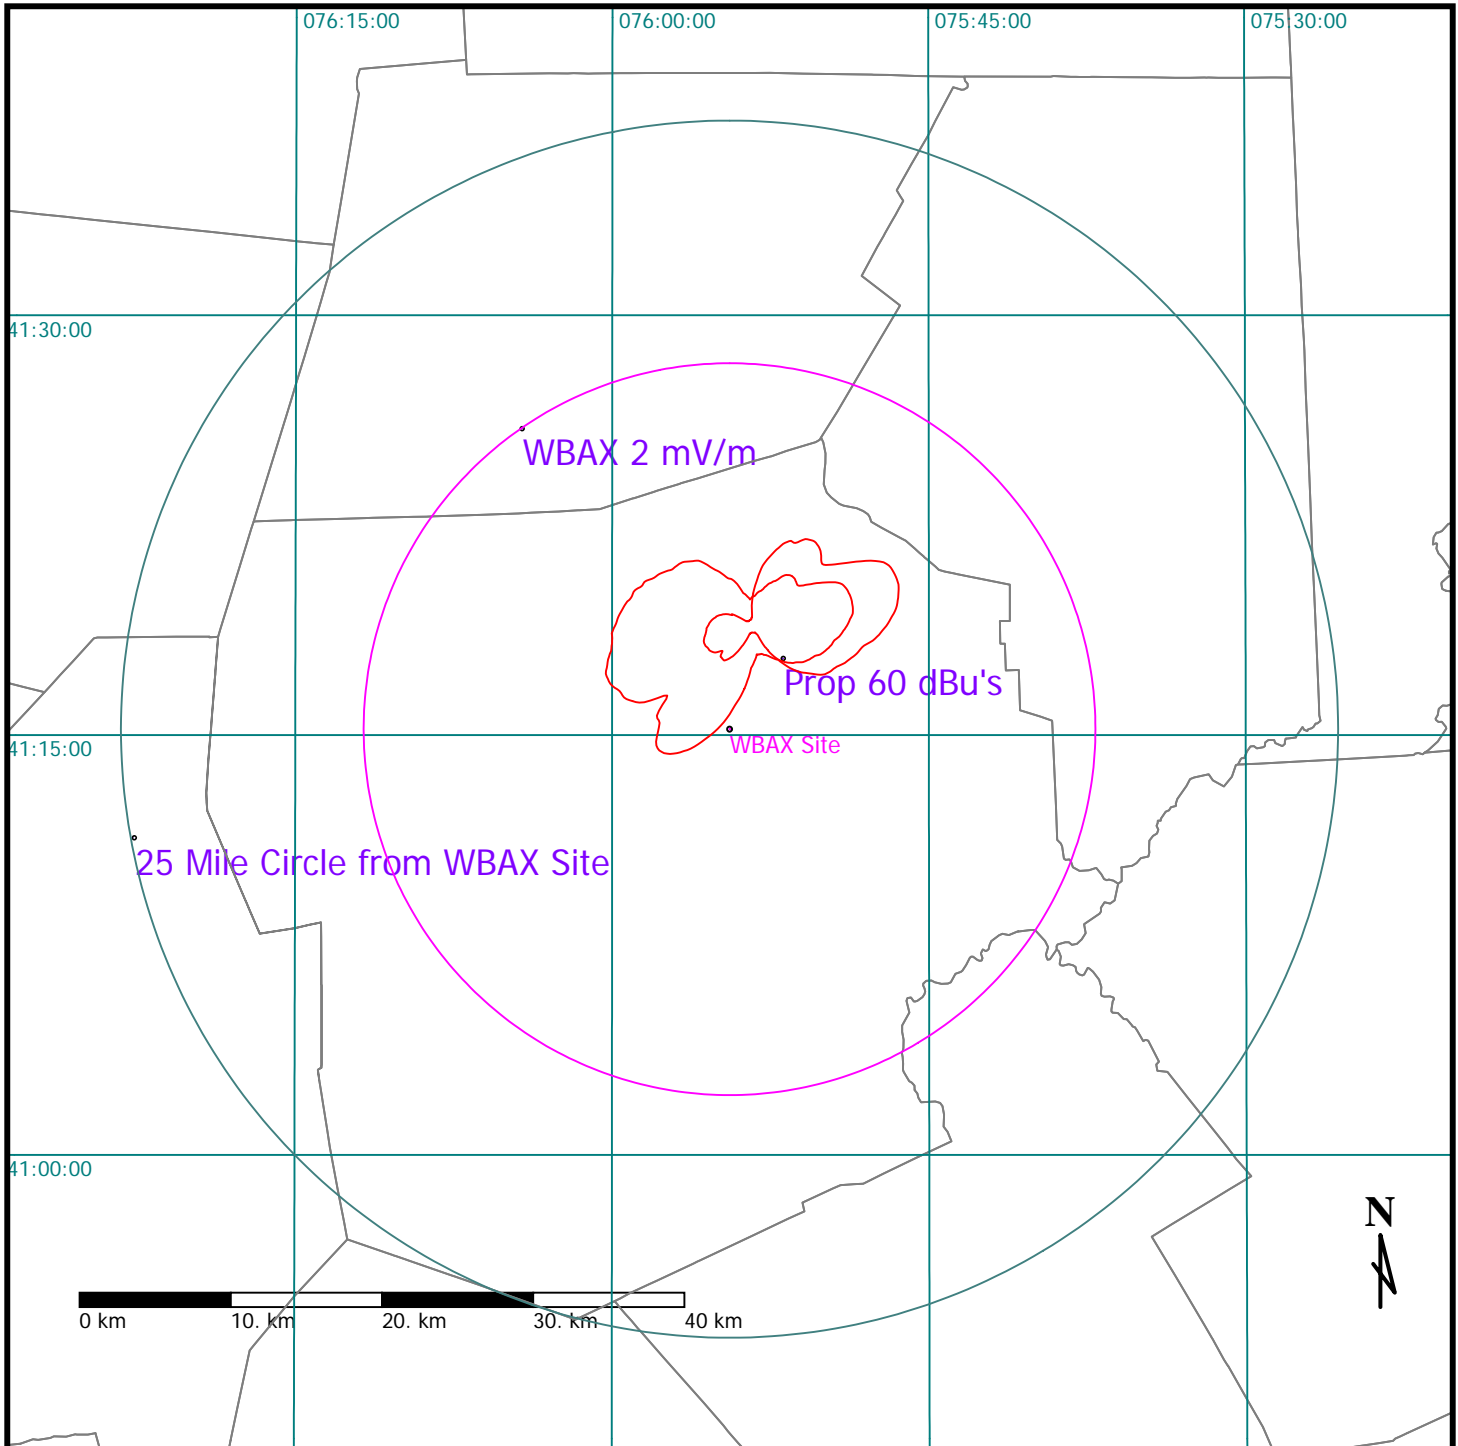 076:15:00
076:00:00
075:45:00
075:30:00
41:30:00
WBAX 2 mV/m
Prop 60 dBu's
WBAX Site
41:15:00
25 Mile Circle from WBAX Site
41:00:00
N
0 km
10. km
20. km
30. km
40 km